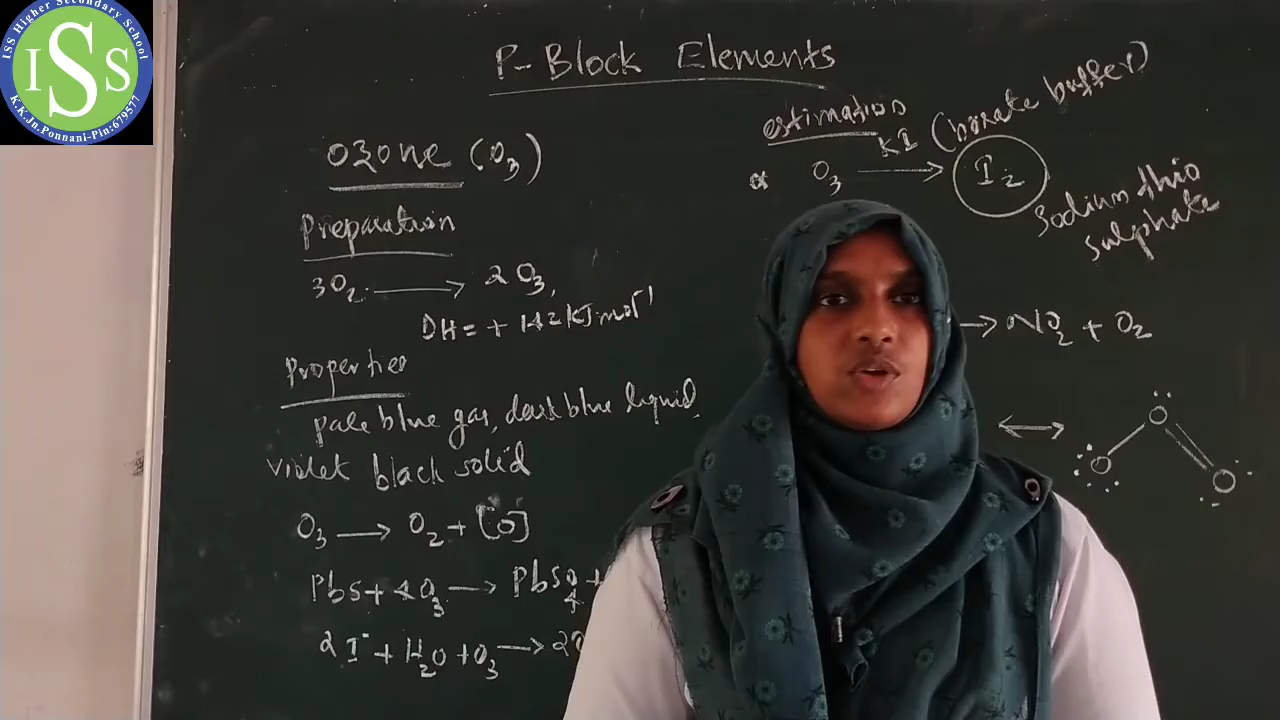 ISS Higher Secondary School
ISS
K.K.Jn.Ponnani-Pin:679577
P-Block Elements
ozone (O₃)
Preparation
3O₂ → 2O₃,
DH = + 142 kJ mol⁻¹
Properties
pale blue gas, dark blue liquid,
violet black solid
O₃ → O₂ + [O]
PbS + 4O₃ → PbSO₄ +
2I⁻ + H₂O + O₃ → 2
estimation
O₃ KI (borate buffer) → I₂
Sodium thio
sulphate
→ NO₂ + O₂